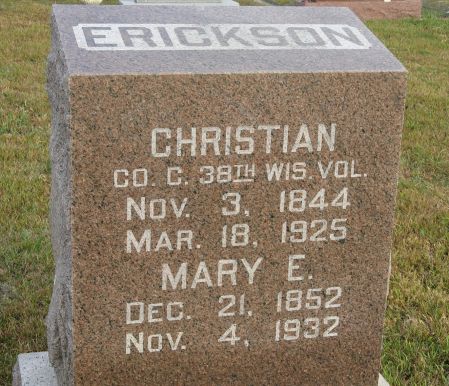 ERICKSON
CHRISTIAN
CO. C. 38TH WIS. VOL.
NOV. 3, 1844
MAR. 18, 1925
MARY E.
DEC. 21, 1852
NOV. 4, 1932